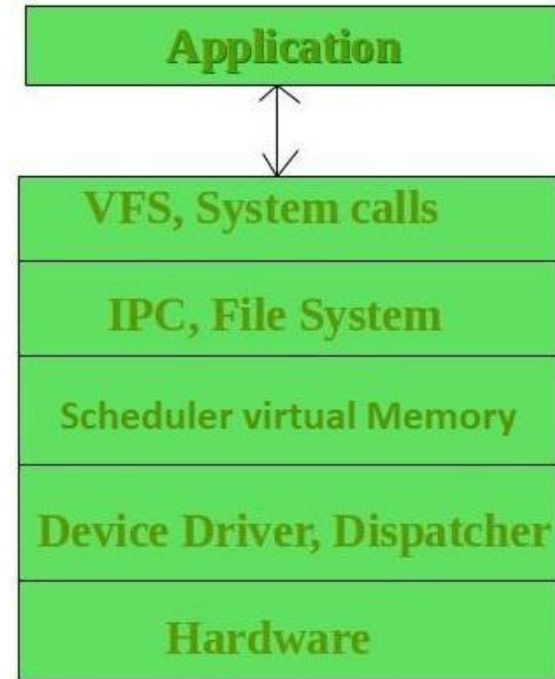 Application
VFS, System calls
IPC, File System
Scheduler virtual Memory
Device Driver, Dispatcher
Hardware